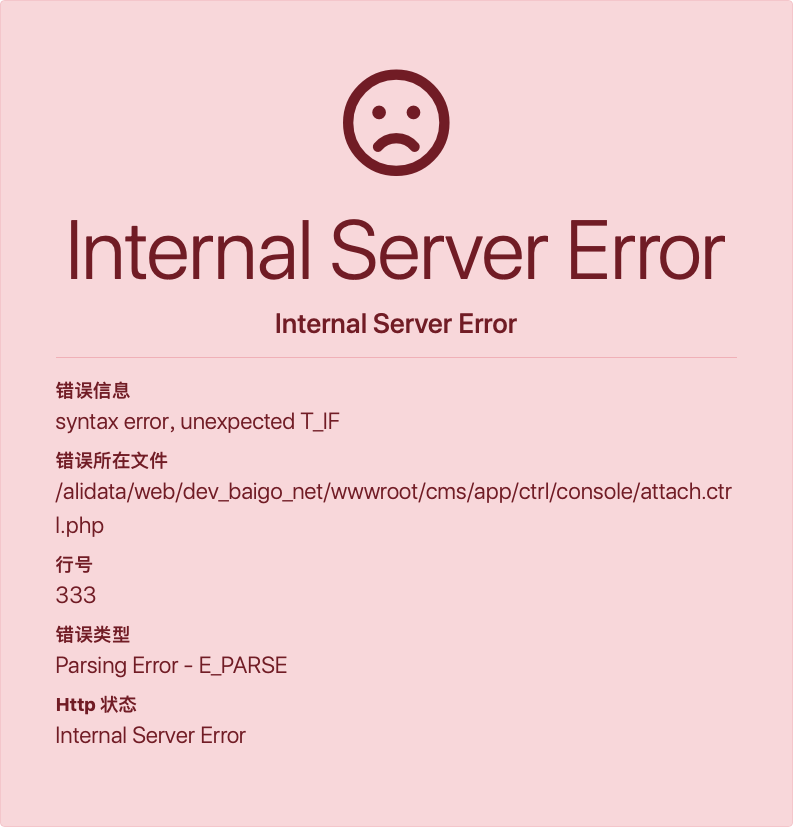 Internal Server Error
Internal Server Error
错误信息
syntax error, unexpected T_IF
错误所在文件
/alidata/web/dev_baigo_net/wwwroot/cms/app/ctrl/console/attach.ctr
l.php
行号
333
错误类型
Parsing Error - E_PARSE
Http 状态
Internal Server Error